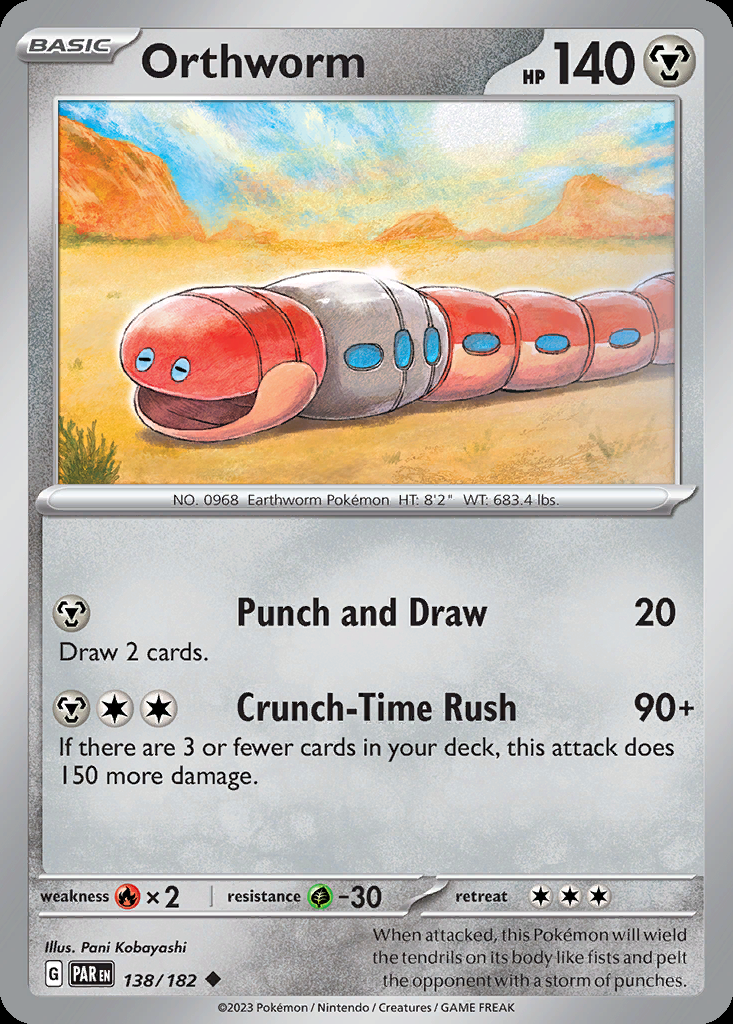 BASIC
Orthworm
HP 140
NO. 0968 Earthworm Pokémon HT: 8'2" WT: 683.4 lbs.
Punch and Draw 20
Draw 2 cards.
Crunch-Time Rush 90+
If there are 3 or fewer cards in your deck, this attack does
150 more damage.
weakness ×2 resistance -30 retreat
Illus. Pani Kobayashi
G PAR EN 138/182
When attacked, this Pokémon will wield
the tendrils on its body like fists and pelt
the opponent with a storm of punches.
©2023 Pokémon / Nintendo / Creatures / GAME FREAK